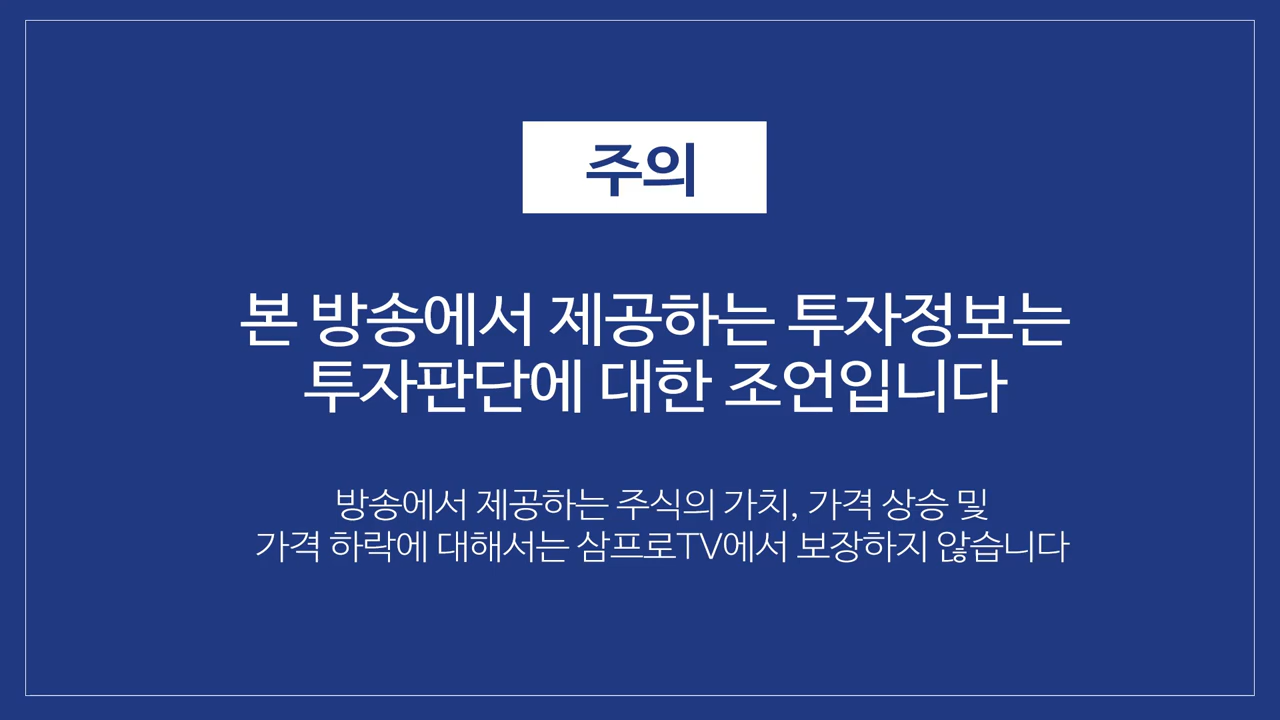 주의
본 방송에서 제공하는 투자정보는
투자판단에 대한 조언입니다
방송에서 제공하는 주식의 가치, 가격 상승 및
가격 하락에 대해서는 삼프로TV에서 보장하지 않습니다